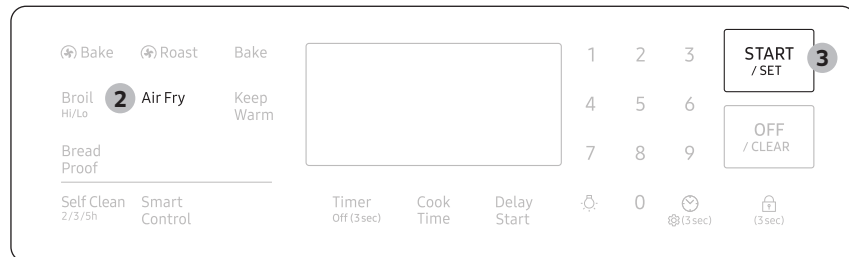 Bake Roast Bake 1 2 3 START
/ SET 3
Broil
Hi/Lo 2 Air Fry Keep
Warm 4 5 6
OFF
/ CLEAR
Bread
Proof 7 8 9
Self Clean
2/3/5h Smart
Control Timer
Off (3 sec) Cook
Time Delay
Start 0 (3 sec) (3 sec)